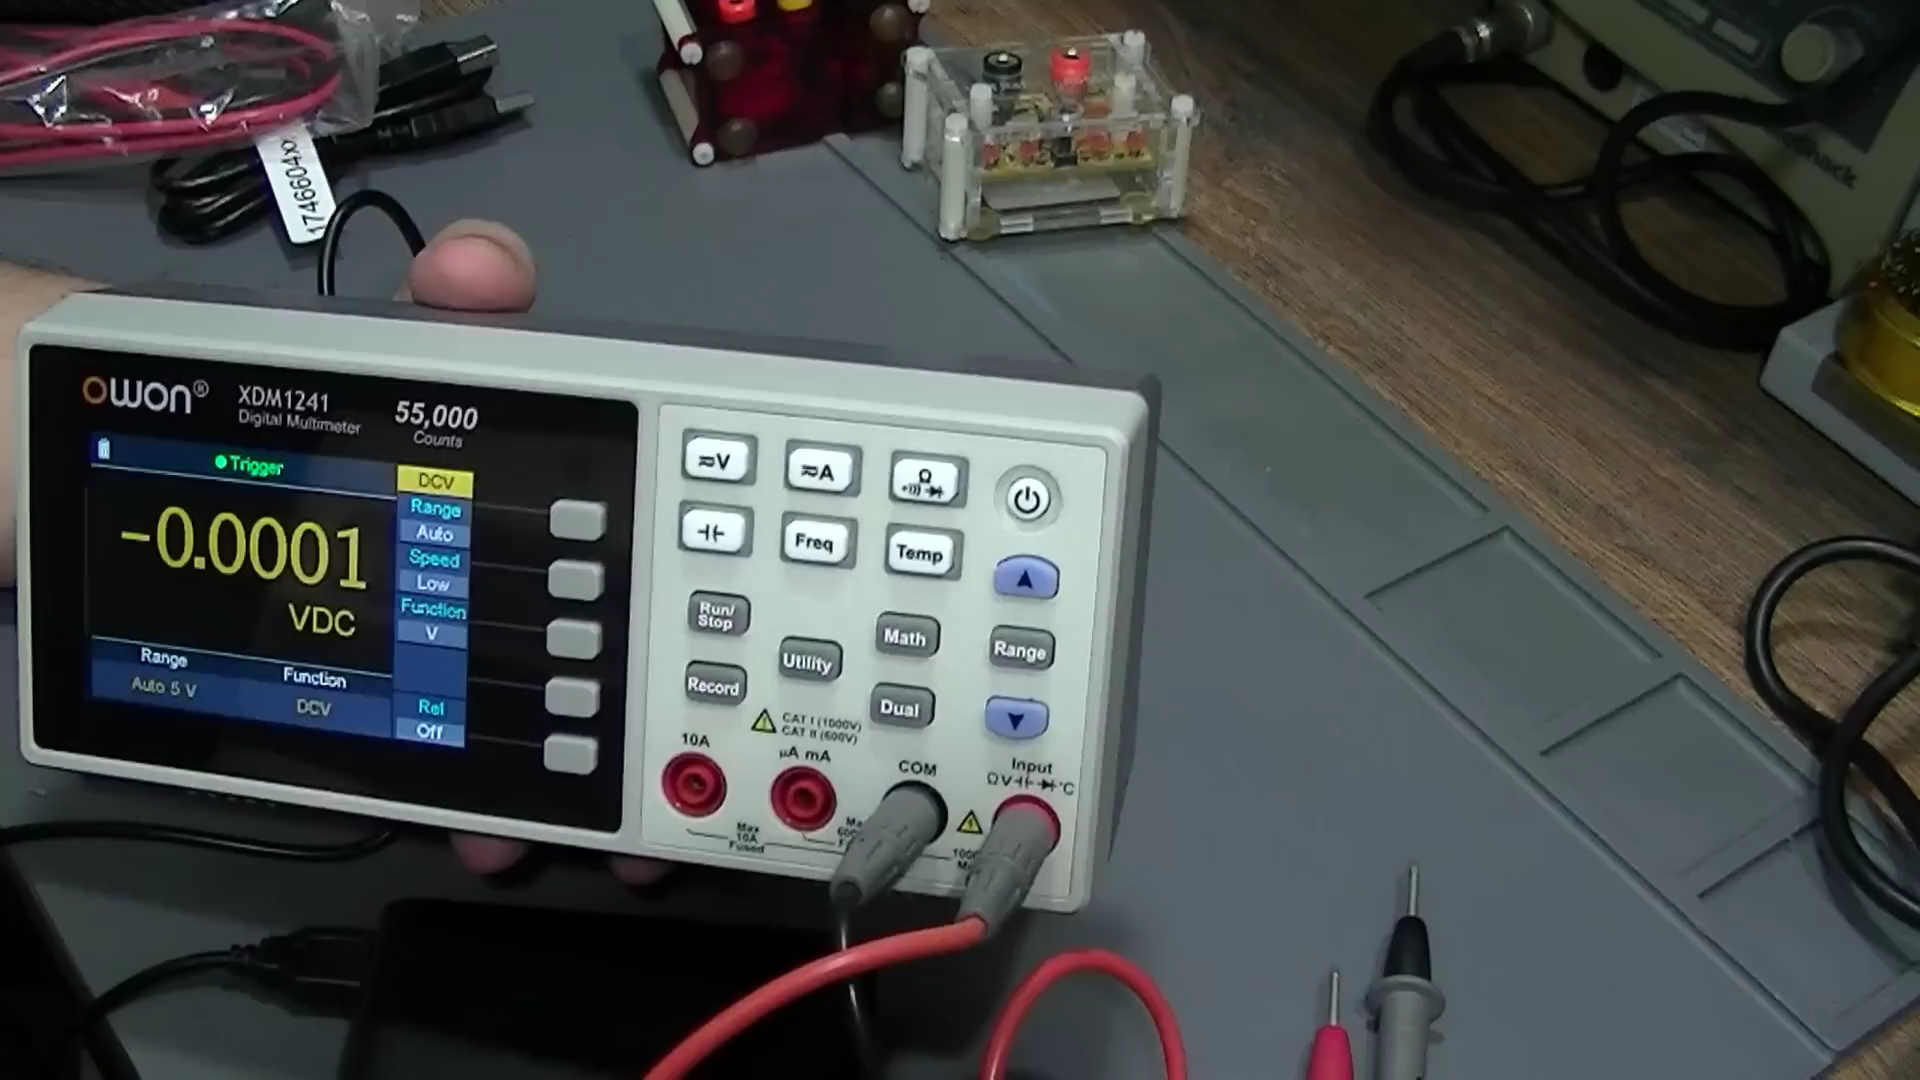 1746604xx
OWON® XDM1241
Digital Multimeter
55,000
Counts
Trigger
-0.0001
VDC
Range
Auto 5 V
Function
DCV
DCV
Range
Auto
Speed
Low
Function
V
Rel
Off
≂V
≂A
Ω
Freq
Temp
Run/
Stop
Utility
Math
Range
Record
Dual
CAT I (1000V)
CAT II (600V)
10A
µA mA
COM
Input
ΩV °C
Max
10A
Fused